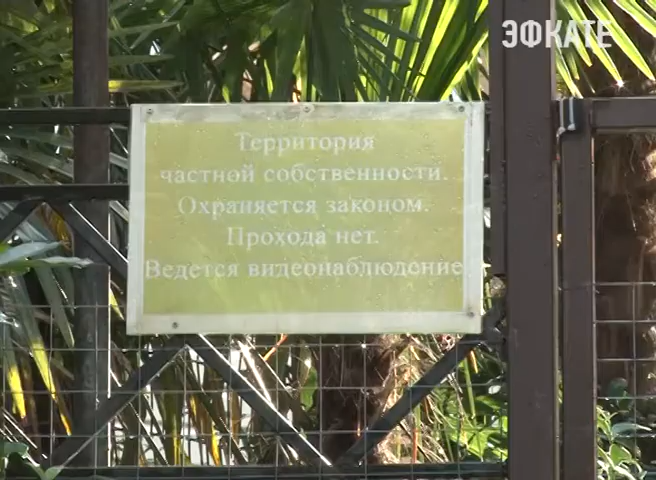 ЭФКАТЕ
Территория
частной собственности.
Охраняется законом.
Прохода нет.
Ведется видеонаблюдение